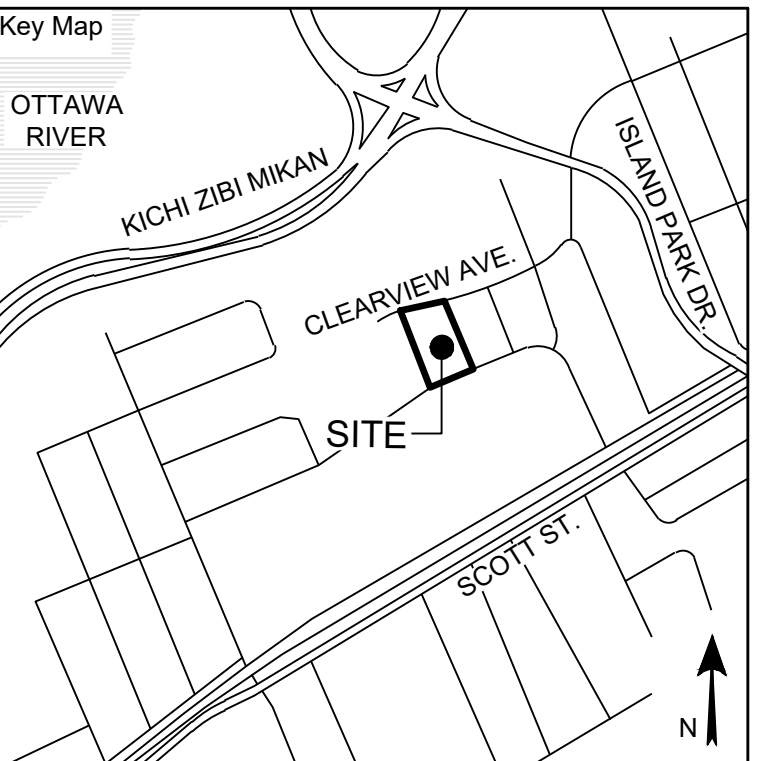 Key Map
OTTAWA
RIVER
KICHI ZIBI MIKAN
ISLAND PARK DR.
CLEARVIEW AVE.
SITE
SCOTT ST.
N